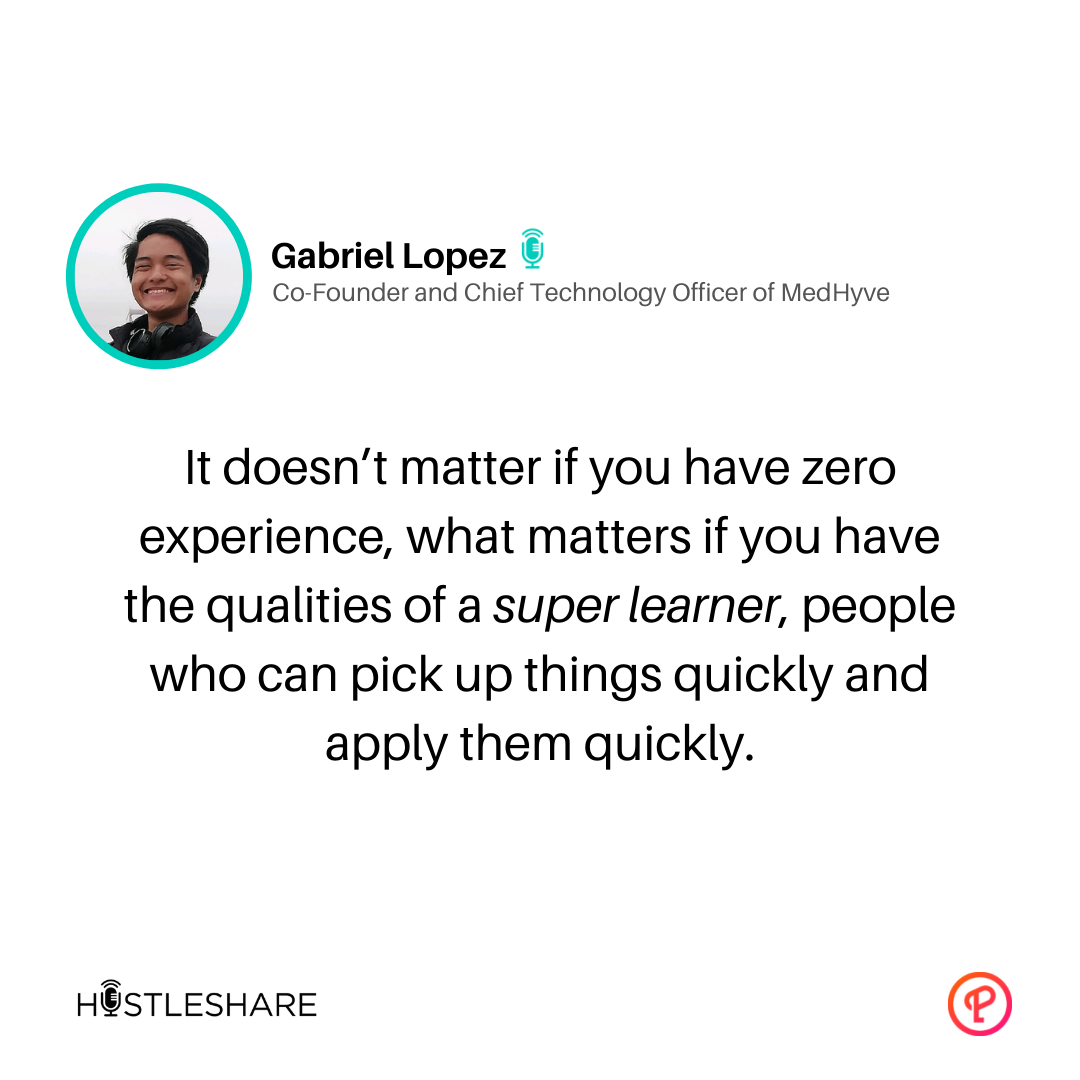 Gabriel Lopez
Co-Founder and Chief Technology Officer of MedHyve
It doesn’t matter if you have zero
experience, what matters if you have
the qualities of a super learner, people
who can pick up things quickly and
apply them quickly.
HUSTLESHARE